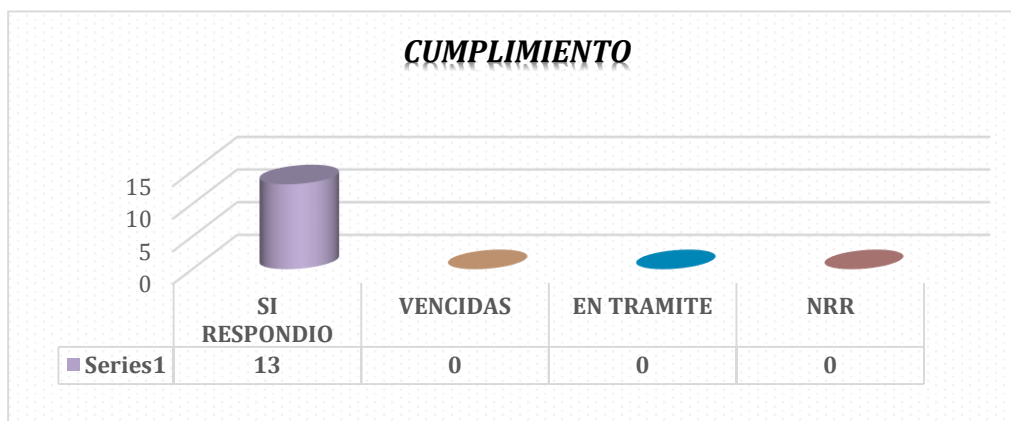 CUMPLIMIENTO
15
10
5
0
SI RESPONDIO VENCIDAS EN TRAMITE NRR
Series1 13 0 0 0